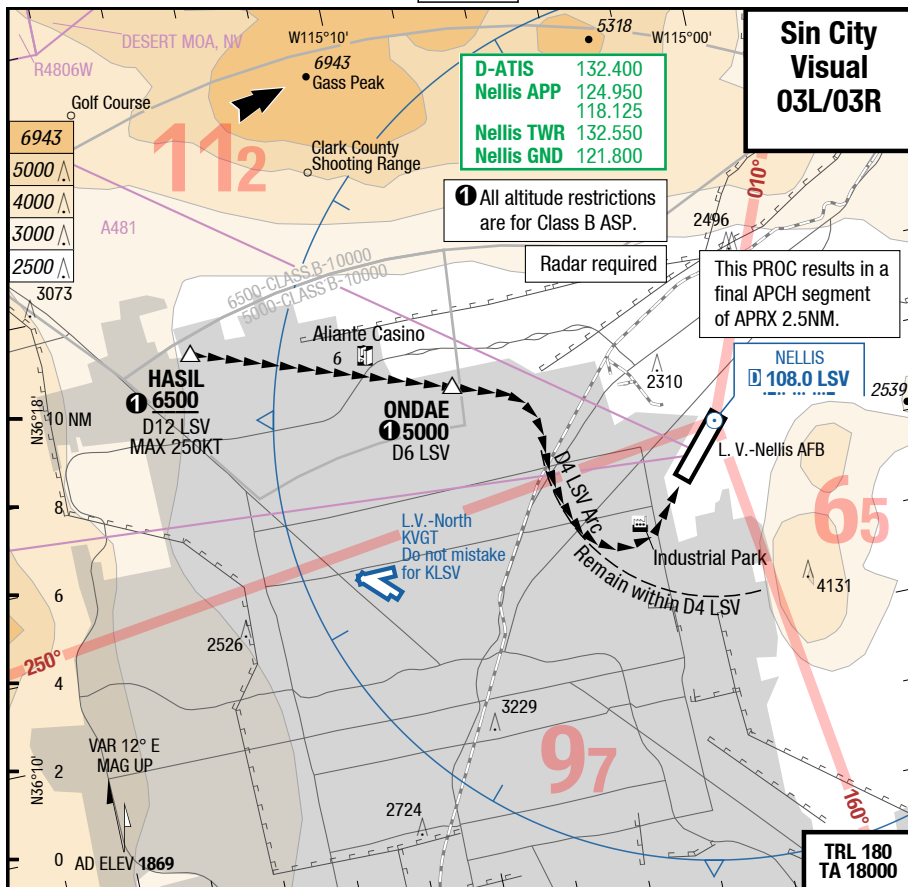 DESERT MOA, NV
R4806W
Golf Course
6943
Gass Peak
W115°10'
5318
W115°00'
Sin City
Visual
03L/03R
D-ATIS 132.400
Nellis APP 124.950
118.125
Nellis TWR 132.550
Nellis GND 121.800
6943
5000
4000
3000
2500
3073
112
Clark County
Shooting Range
A481
1 All altitude restrictions
are for Class B ASP.
Radar required
010°
2496
This PROC results in a
final APCH segment
of APRX 2.5NM.
6500-CLASS B-10000
5000-CLASS B-10000
Aliante Casino
6
HASIL
1 6500
D12 LSV
MAX 250KT
ONDAE
1 5000
D6 LSV
2310
NELLIS
D 108.0 LSV
2539
N36°18'
10 NM
L. V.-Nellis AFB
D4 LSV Arc
8
L.V.-North
KVGT
Do not mistake
for KLSV
65
Industrial Park
Remain within D4 LSV
4131
6
2526
250°
4
3229
97
VAR 12° E
MAG UP
2
N36°10'
2724
160°
0
AD ELEV 1869
TRL 180
TA 18000